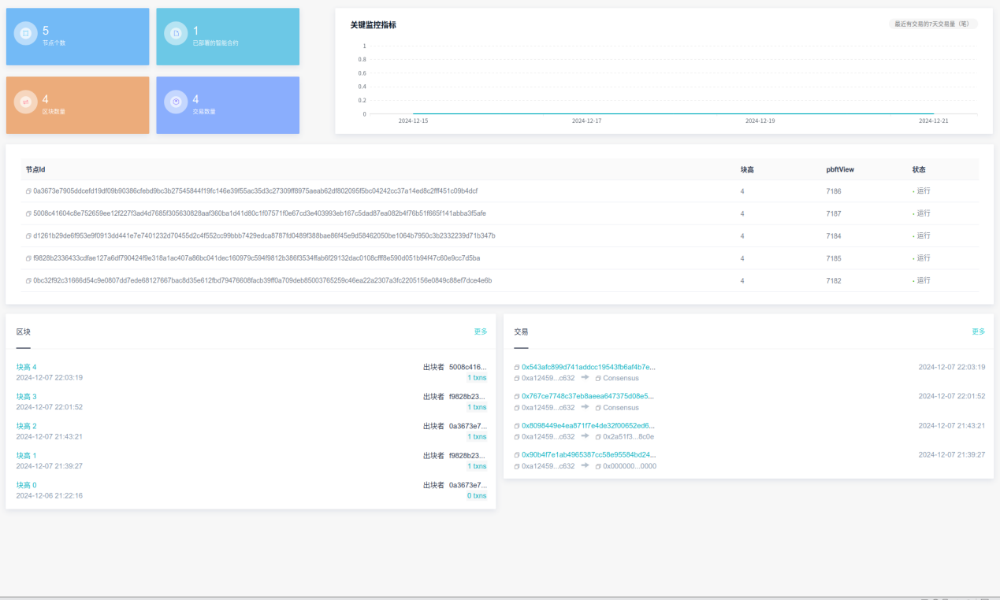 5
节点个数
1
已部署的智能合约
4
区块数量
4
交易数量
关键监控指标
最近有交易的7天交易量（笔）
1
0.8
0.6
0.4
0.2
0
2024-12-15 2024-12-17 2024-12-19 2024-12-21
节点Id 块高 pbftView 状态
0a3673e7905ddcefd19df09b90386cfebd9bc3b27545844f19fc146e39f55ac35d3c27309ff8975aeab62df802095f5bc04242cc37a14ed8c2fff451c09b4dcf 4 7186 运行
5008c41604c8e752659ee12f227f3ad4d7685f305630828aaf360ba1d41d80c1f07571f0e67cd3e403993eb167c5dad87ea082b4f76b51f665f141abba3f5afe 4 7187 运行
d1261b29de6f953e9f0913dd441e7e7401232d70455d2c4f552cc99bbb7429edca8787fd0489f388bae86f45e9d58462050be1064b7950c3b2332239d71b347b 4 7184 运行
f9828b2336433cdfae127a6df790424f9e318a1ac407a86bc041dec160979c594f9812b386f3534ffab6f29132dac0108cfff8e590d051b94f47c60e9cc7d5ba 4 7185 运行
0bc32f92c31666d54c9e0807dd7ede68127667bac8d35e612fbd79476608facb39ff0a709deb85003765259c46ea22a2307a3fc2205156e0849c88ef7dce4e6b 4 7182 运行
区块 更多
块高 4 出块者 5008c416...
2024-12-07 22:03:19 1 txns
块高 3 出块者 f9828b23...
2024-12-07 22:01:52 1 txns
块高 2 出块者 0a3673e7...
2024-12-07 21:43:21 1 txns
块高 1 出块者 f9828b23...
2024-12-07 21:39:27 1 txns
块高 0 出块者 0a3673e7...
2024-12-06 21:22:16 0 txns
交易 更多
0x543afc899d741addcc19543fb6af4b7e... 2024-12-07 22:03:19
0xa12459...c632 Consensus
0x767ce7748c37eb8aeea647375d08e5... 2024-12-07 22:01:52
0xa12459...c632 Consensus
0x8098449e4ea871f7e4de32f00652ed6... 2024-12-07 21:43:21
0xa12459...c632 0x2a51f3...8c0e
0x90b4f7e1ab4965387cc58e95584bd24... 2024-12-07 21:39:27
0xa12459...c632 0x000000...0000